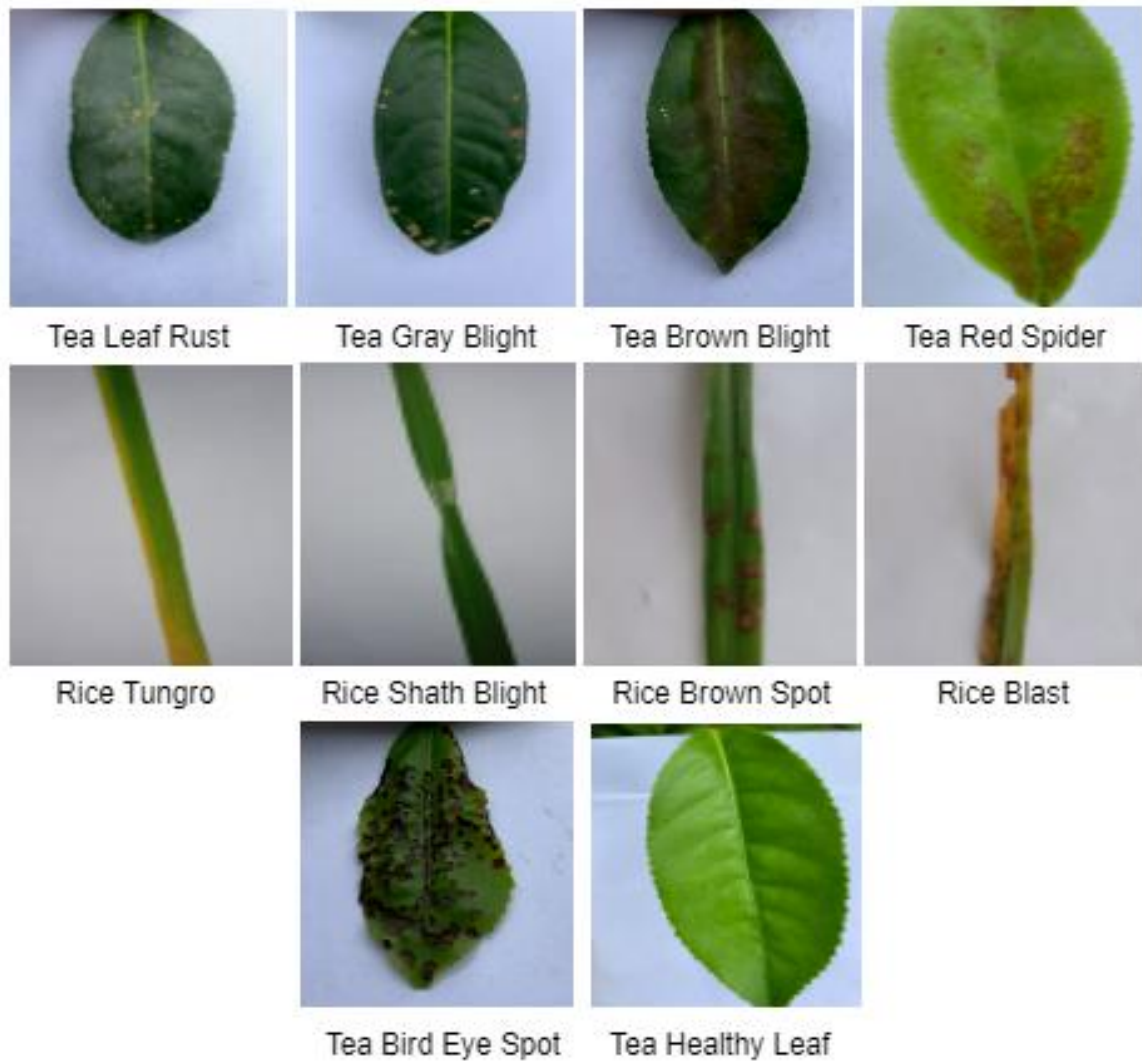 Tea Leaf Rust
Tea Gray Blight
Tea Brown Blight
Tea Red Spider
Rice Tungro
Rice Shath Blight
Rice Brown Spot
Rice Blast
Tea Bird Eye Spot
Tea Healthy Leaf